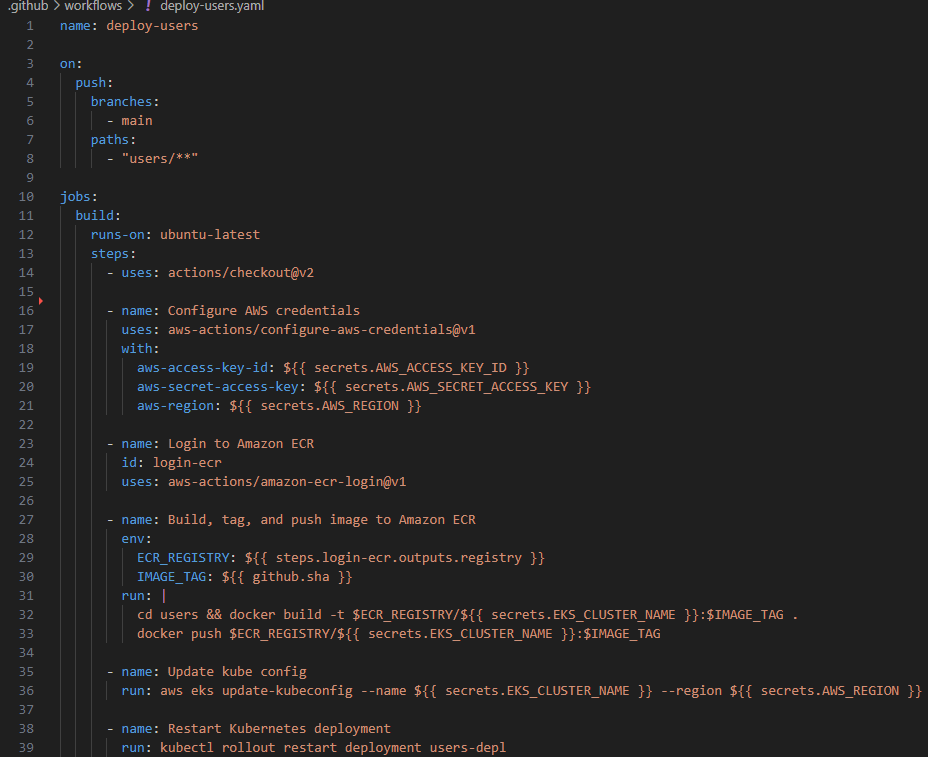 .github > workflows > ! deploy-users.yaml
1 name: deploy-users
2
3 on:
4   push:
5     branches:
6       - main
7     paths:
8       - "users/**"
9
10 jobs:
11   build:
12     runs-on: ubuntu-latest
13     steps:
14       - uses: actions/checkout@v2
15
16       - name: Configure AWS credentials
17         uses: aws-actions/configure-aws-credentials@v1
18         with:
19           aws-access-key-id: ${{ secrets.AWS_ACCESS_KEY_ID }}
20           aws-secret-access-key: ${{ secrets.AWS_SECRET_ACCESS_KEY }}
21           aws-region: ${{ secrets.AWS_REGION }}
22
23       - name: Login to Amazon ECR
24         id: login-ecr
25         uses: aws-actions/amazon-ecr-login@v1
26
27       - name: Build, tag, and push image to Amazon ECR
28         env:
29           ECR_REGISTRY: ${{ steps.login-ecr.outputs.registry }}
30           IMAGE_TAG: ${{ github.sha }}
31         run: |
32           cd users && docker build -t $ECR_REGISTRY/${{ secrets.EKS_CLUSTER_NAME }}:$IMAGE_TAG .
33           docker push $ECR_REGISTRY/${{ secrets.EKS_CLUSTER_NAME }}:$IMAGE_TAG
34
35       - name: Update kube config
36         run: aws eks update-kubeconfig --name ${{ secrets.EKS_CLUSTER_NAME }} --region ${{ secrets.AWS_REGION }}
37
38       - name: Restart Kubernetes deployment
39         run: kubectl rollout restart deployment users-depl